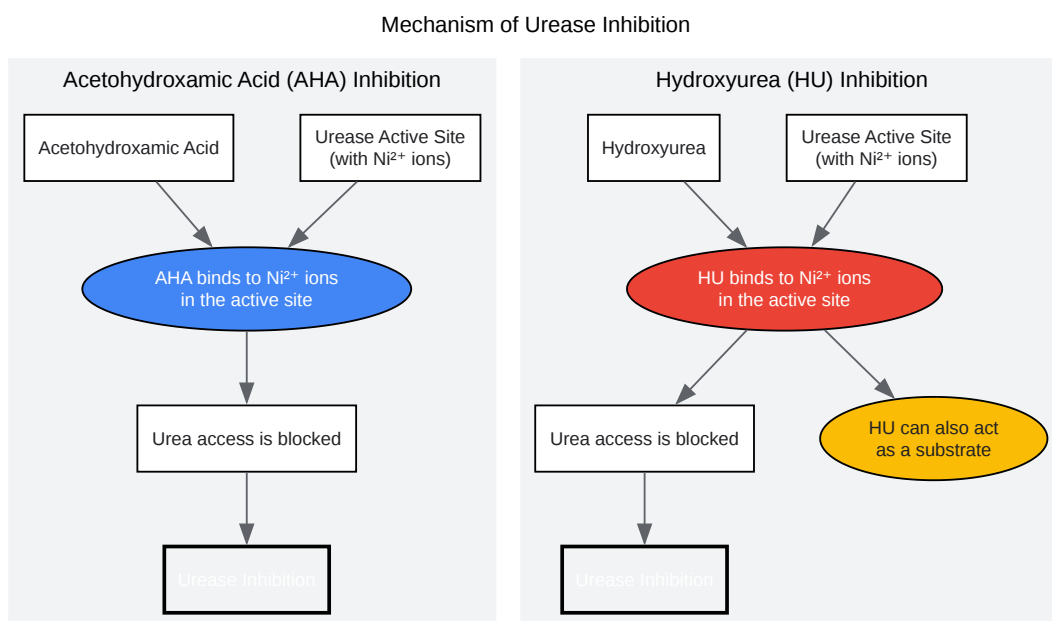 Mechanism of Urease Inhibition
Acetohydroxamic Acid (AHA) Inhibition
Acetohydroxamic Acid
Urease Active Site
(with Ni²⁺ ions)
AHA binds to Ni²⁺ ions
in the active site
Urea access is blocked
Urease Inhibition
Hydroxyurea (HU) Inhibition
Hydroxyurea
Urease Active Site
(with Ni²⁺ ions)
HU binds to Ni²⁺ ions
in the active site
Urea access is blocked
HU can also act
as a substrate
Urease Inhibition